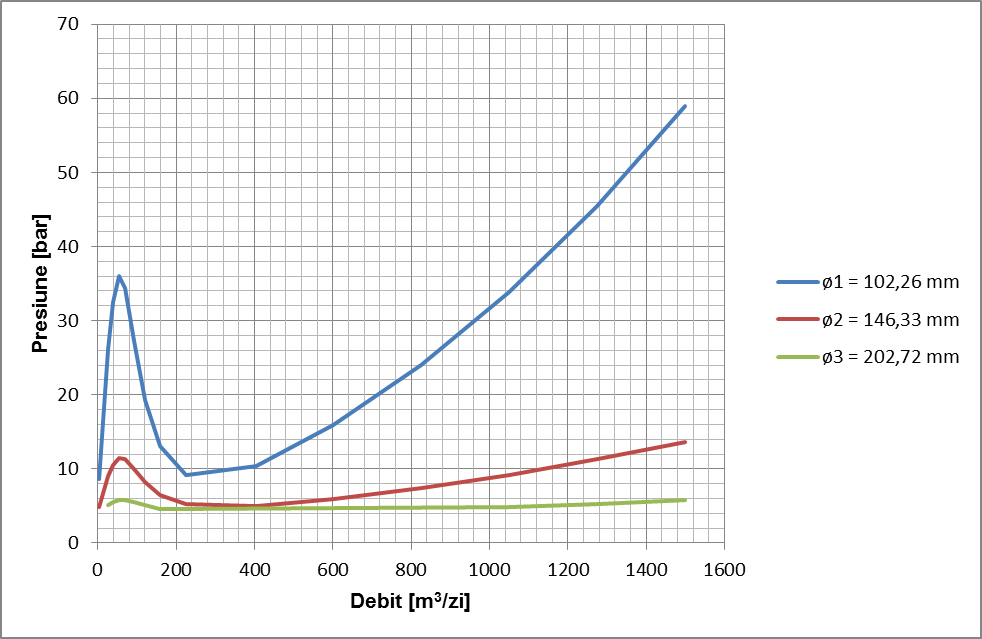 70
60
50
40
30
20
10
0
Presiune [bar]
0 200 400 600 800 1000 1200 1400 1600
Debit [m³/zi]
ø1 = 102,26 mm
ø2 = 146,33 mm
ø3 = 202,72 mm